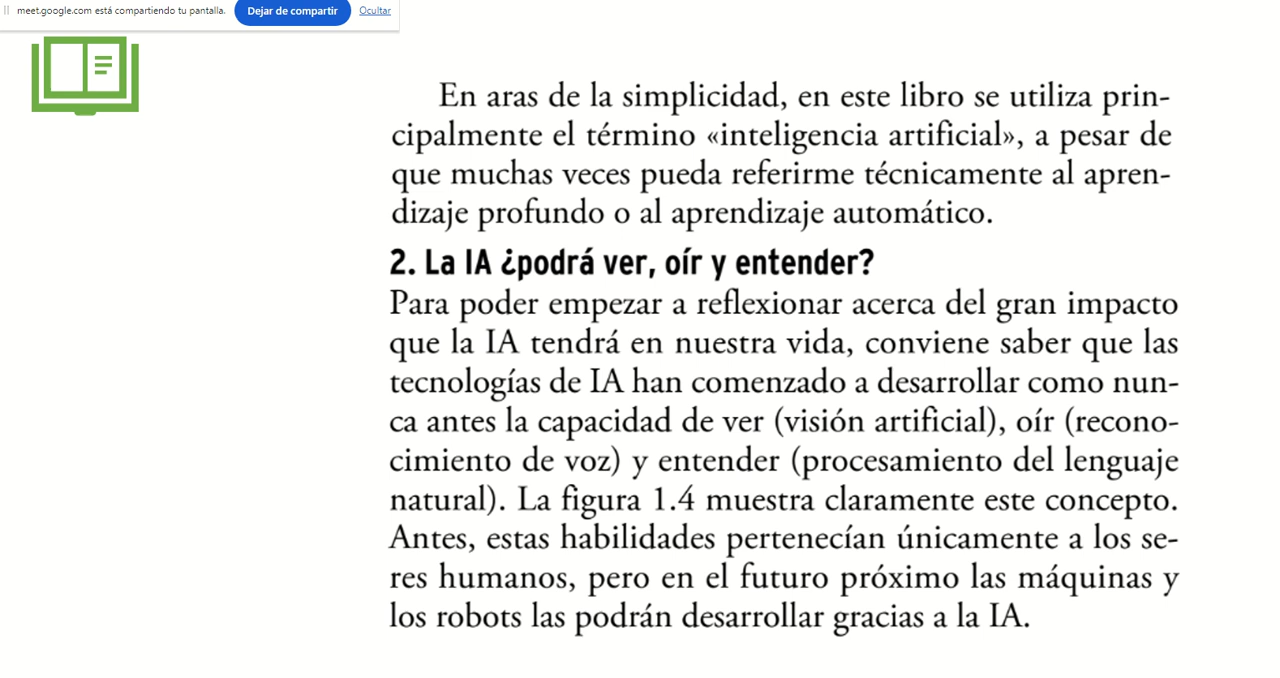 meet.google.com está compartiendo tu pantalla. Dejar de compartir Ocultar
En aras de la simplicidad, en este libro se utiliza prin-
cipalmente el término «inteligencia artificial», a pesar de
que muchas veces pueda referirme técnicamente al apren-
dizaje profundo o al aprendizaje automático.
2. La IA ¿podrá ver, oír y entender?
Para poder empezar a reflexionar acerca del gran impacto
que la IA tendrá en nuestra vida, conviene saber que las
tecnologías de IA han comenzado a desarrollar como nun-
ca antes la capacidad de ver (visión artificial), oír (recono-
cimiento de voz) y entender (procesamiento del lenguaje
natural). La figura 1.4 muestra claramente este concepto.
Antes, estas habilidades pertenecían únicamente a los se-
res humanos, pero en el futuro próximo las máquinas y
los robots las podrán desarrollar gracias a la IA.